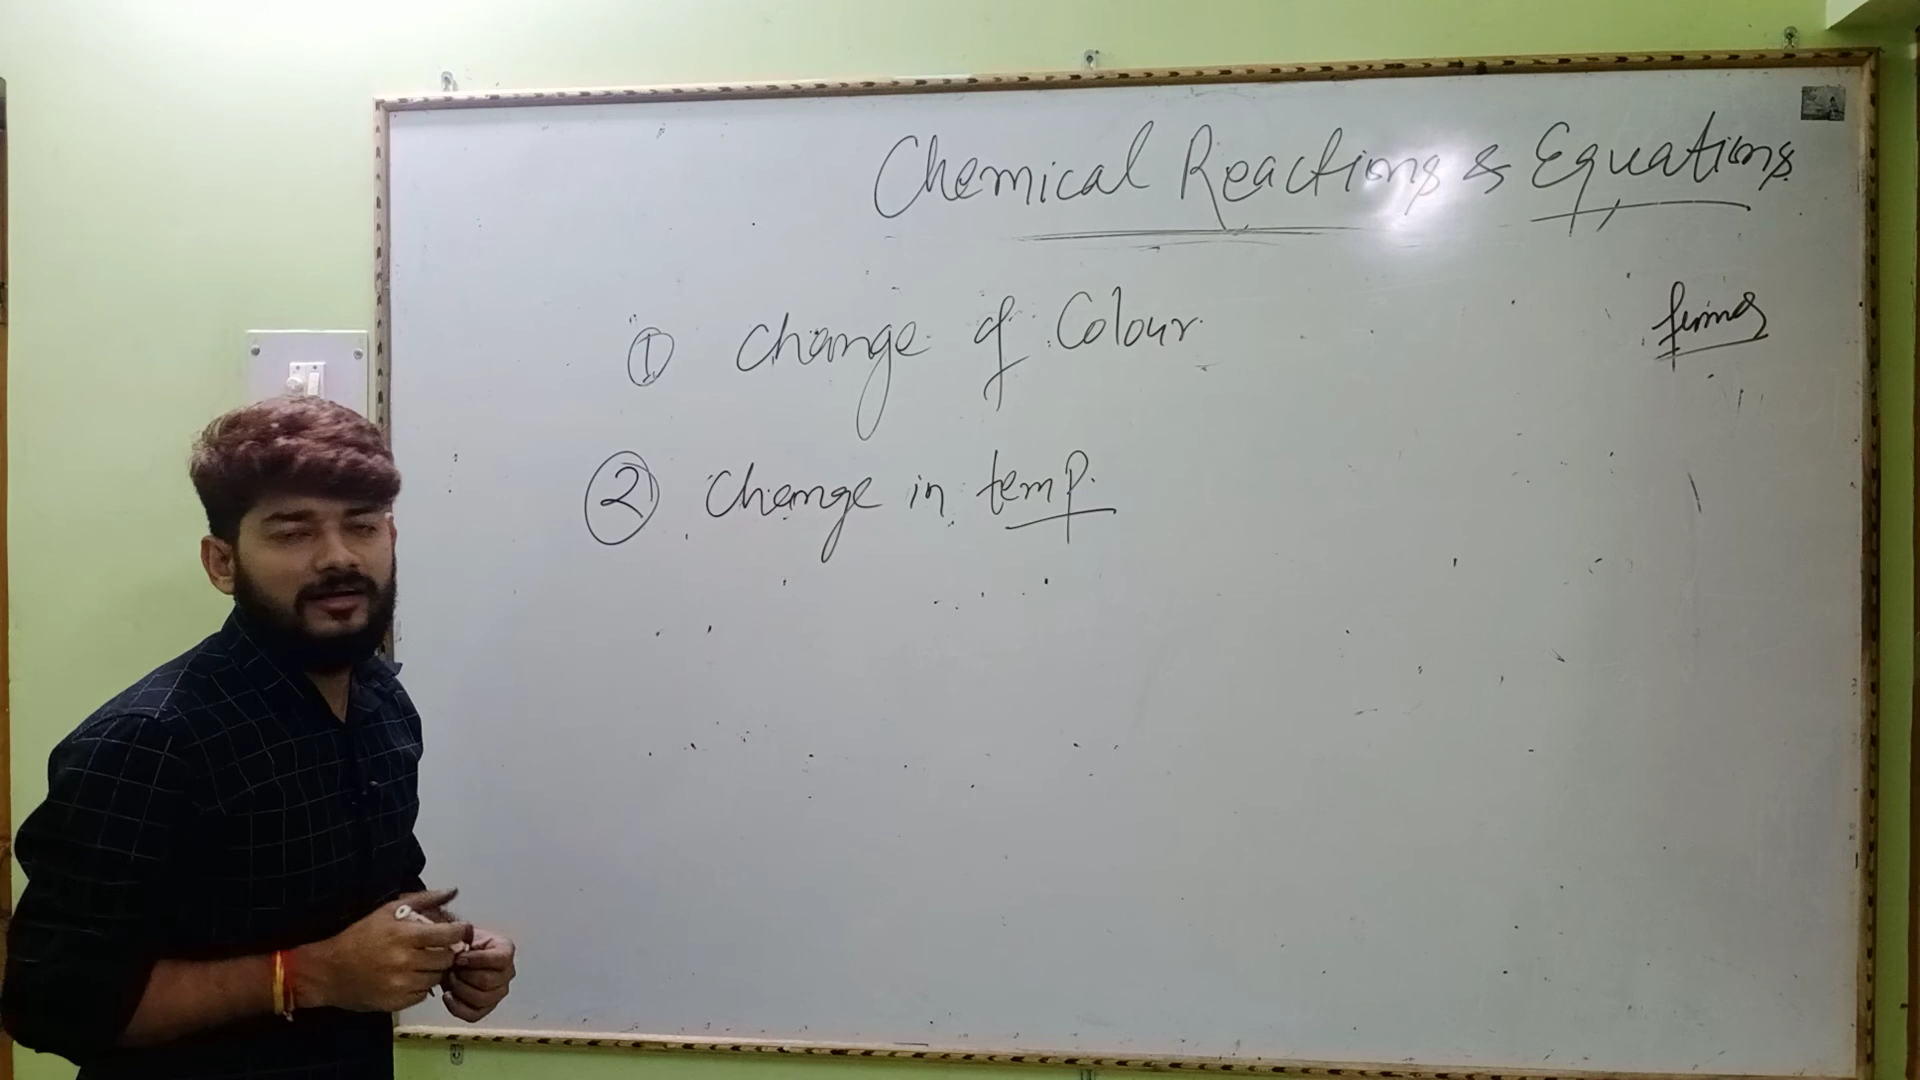 Chemical Reactions & Equations
① Change of Colour
② Change in temp.